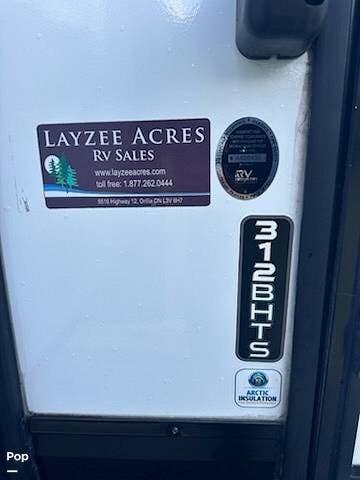 LAYZEE ACRES
RV SALES
www.layzeeacres.com
toll free: 1.877.262.0444
5516 Highway 12, Orillia ON L3V 6H7
RV
312BHTS
ARCTIC
INSULATION
Pop